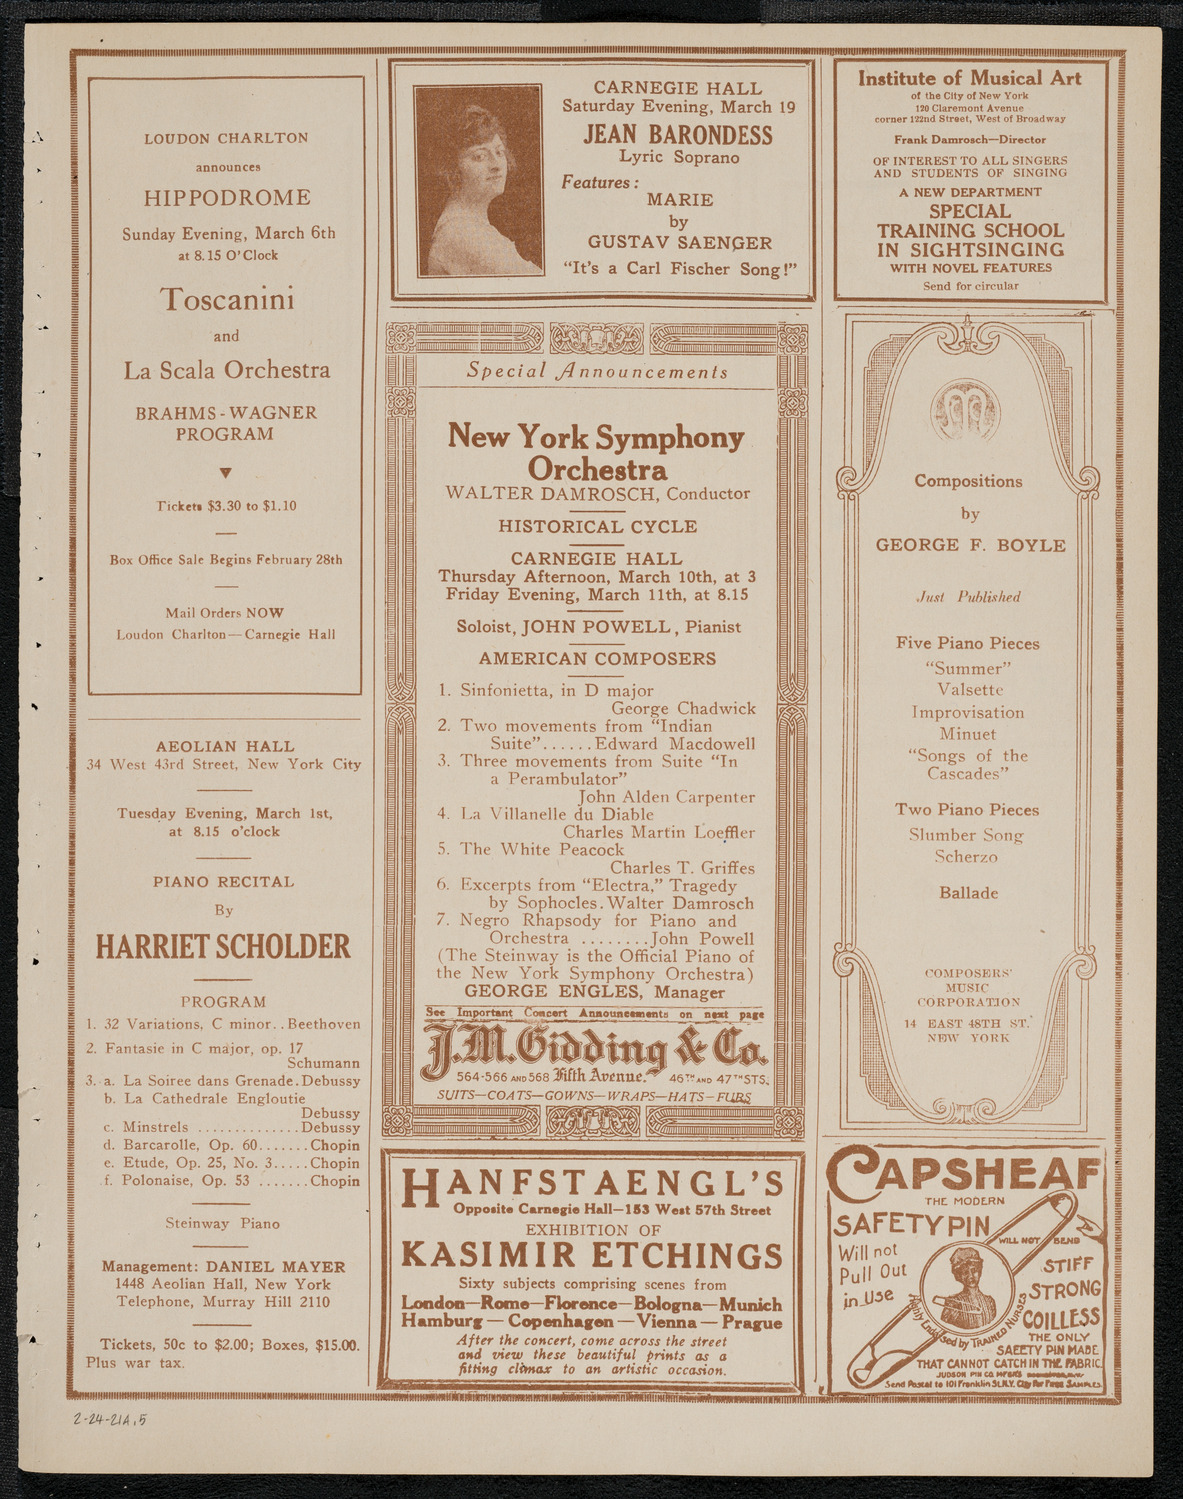 LOUDON CHARLTON
announces
HIPPODROME
Sunday Evening, March 6th
at 8.15 O'Clock
Toscanini
and
La Scala Orchestra
BRAHMS-WAGNER
PROGRAM
Tickets $3.30 to $1.10
Box Office Sale Begins February 28th
Mail Orders NOW
Loudon Charlton—Carnegie Hall
AEOLIAN HALL
34 West 43rd Street, New York City
Tuesday Evening, March 1st,
at 8.15 o'clock
PIANO RECITAL
By
HARRIET SCHOLDER
PROGRAM
1. 32 Variations, C minor..Beethoven
2. Fantasie in C major, op. 17
Schumann
3. a. La Soiree dans Grenade.Debussy
b. La Cathedrale Engloutie
Debussy
c. Minstrels .............Debussy
d. Barcarolle, Op. 60.......Chopin
e. Etude, Op. 25, No. 3.....Chopin
f. Polonaise, Op. 53 .......Chopin
Steinway Piano
Management: DANIEL MAYER
1448 Aeolian Hall, New York
Telephone, Murray Hill 2110
Tickets, 50c to $2.00; Boxes, $15.00.
Plus war tax.
CARNEGIE HALL
Saturday Evening, March 19
JEAN BARONDESS
Lyric Soprano
Features:
MARIE
by
GUSTAV SAENGER
"It's a Carl Fischer Song!"
Special Announcements
New York Symphony
Orchestra
WALTER DAMROSCH, Conductor
HISTORICAL CYCLE
CARNEGIE HALL
Thursday Afternoon, March 10th, at 3
Friday Evening, March 11th, at 8.15
Soloist, JOHN POWELL, Pianist
AMERICAN COMPOSERS
1. Sinfonietta, in D major
George Chadwick
2. Two movements from "Indian
Suite"......Edward Macdowell
3. Three movements from Suite "In
a Perambulator"
John Alden Carpenter
4. La Villanelle du Diable
Charles Martin Loeffler
5. The White Peacock
Charles T. Griffes
6. Excerpts from "Electra," Tragedy
by Sophocles.Walter Damrosch
7. Negro Rhapsody for Piano and
Orchestra ........John Powell
(The Steinway is the Official Piano of
the New York Symphony Orchestra)
GEORGE ENGLES, Manager
See Important Concert Announcements on next page
J.M. Gidding & Co.
564-566 AND 568 Fifth Avenue. 46TH AND 47TH STS.
SUITS—COATS—GOWNS—WRAPS—HATS—FURS
HANFSTAENGL'S
Opposite Carnegie Hall—153 West 57th Street
EXHIBITION OF
KASIMIR ETCHINGS
Sixty subjects comprising scenes from
London—Rome—Florence—Bologna—Munich
Hamburg—Copenhagen—Vienna—Prague
After the concert, come across the street
and view these beautiful prints as a
fitting climax to an artistic occasion.
Institute of Musical Art
of the City of New York
120 Claremont Avenue
corner 122nd Street, West of Broadway
Frank Damrosch—Director
OF INTEREST TO ALL SINGERS
AND STUDENTS OF SINGING
A NEW DEPARTMENT
SPECIAL
TRAINING SCHOOL
IN SIGHTSINGING
WITH NOVEL FEATURES
Send for circular
Compositions
by
GEORGE F. BOYLE
Just Published
Five Piano Pieces
"Summer"
Valsette
Improvisation
Minuet
"Songs of the
Cascades"
Two Piano Pieces
Slumber Song
Scherzo
Ballade
COMPOSERS'
MUSIC
CORPORATION
14 EAST 48TH ST.
NEW YORK
CAPSHEAF
THE MODERN
SAFETY PIN
WILL NOT BEND
Will not
Pull Out
in Use
STIFF
STRONG
COILLESS
Highly Endorsed by TRAINED NURSES
THE ONLY
SAFETY PIN MADE
THAT CANNOT CATCH IN THE FABRIC.
JUDSON PIN CO. MFGRS
Send Postal to 101 Franklin St. N.Y. City For Free SAMPLES
2-24-21A,5